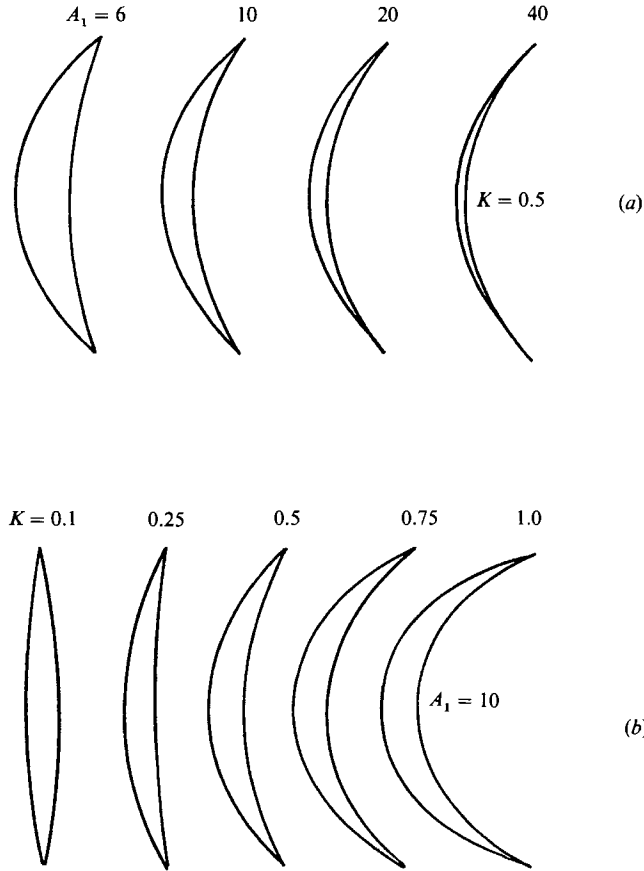 A₁ = 6 10 20 40
K = 0.5 (a)
K = 0.1 0.25 0.5 0.75 1.0
A₁ = 10 (b)